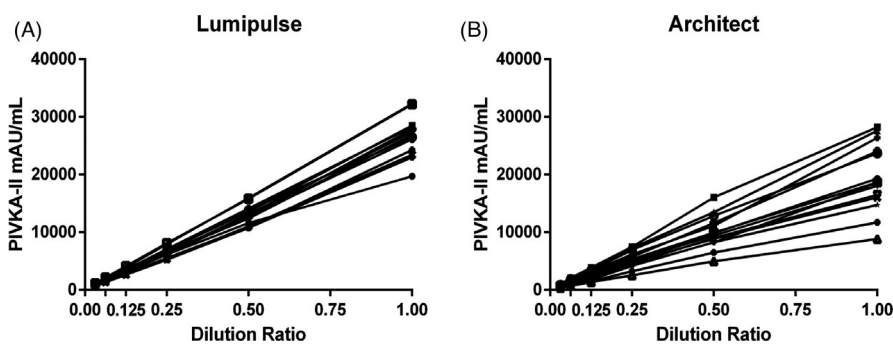 (A) Lumipulse
PIVKA-II mAU/mL
40000
30000
20000
10000
0
0.00 0.125 0.25 0.50 0.75 1.00
Dilution Ratio
(B) Architect
PIVKA-II mAU/mL
40000
30000
20000
10000
0
0.00 0.125 0.25 0.50 0.75 1.00
Dilution Ratio